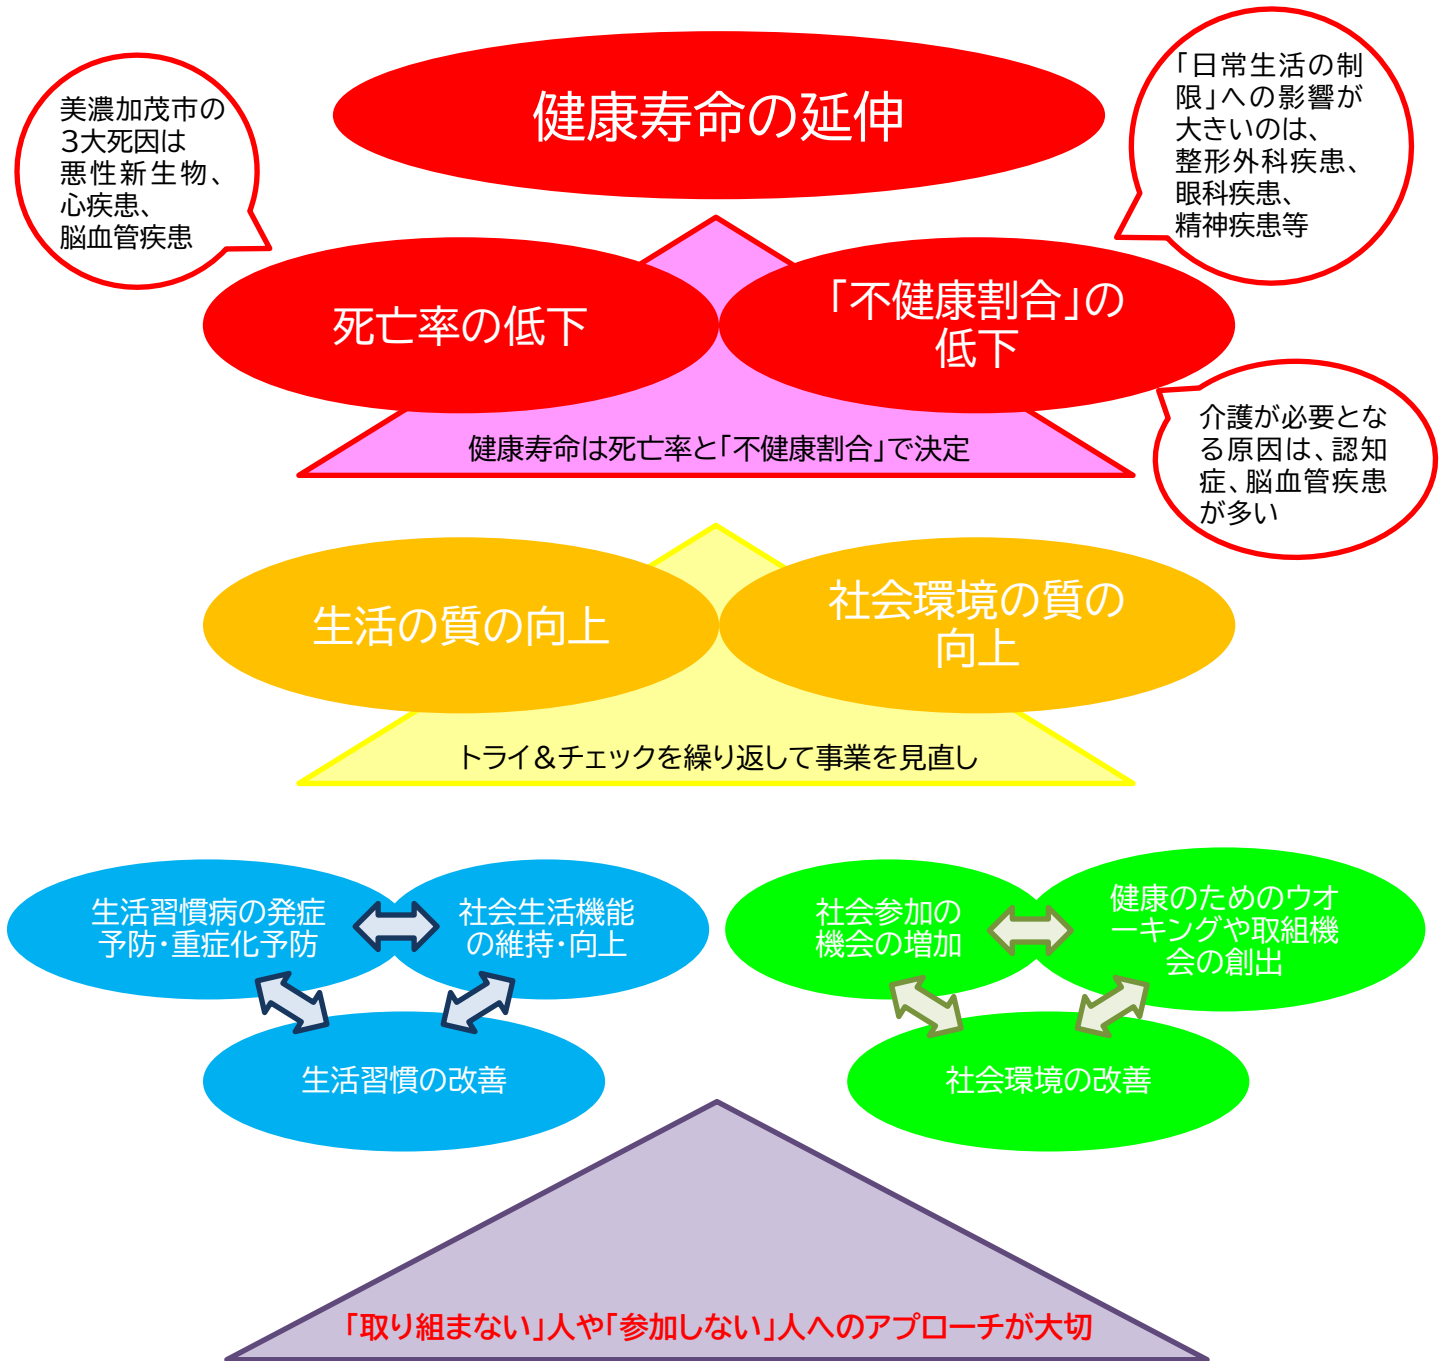 健康寿命の延伸
美濃加茂市の
３大死因は
悪性新生物、
心疾患、
脳血管疾患
「日常生活の制
限」への影響が
大きいのは、
整形外科疾患、
眼科疾患、
精神疾患等
死亡率の低下
「不健康割合」の
低下
健康寿命は死亡率と「不健康割合」で決定
介護が必要とな
る原因は、認知
症、脳血管疾患
が多い
生活の質の向上
社会環境の質の
向上
トライ＆チェックを繰り返して事業を見直し
生活習慣病の発症
予防・重症化予防
社会生活機能
の維持・向上
生活習慣の改善
社会参加の
機会の増加
健康のためのウオ
ーキングや取組機
会の創出
社会環境の改善
「取り組まない」人や「参加しない」人へのアプローチが大切